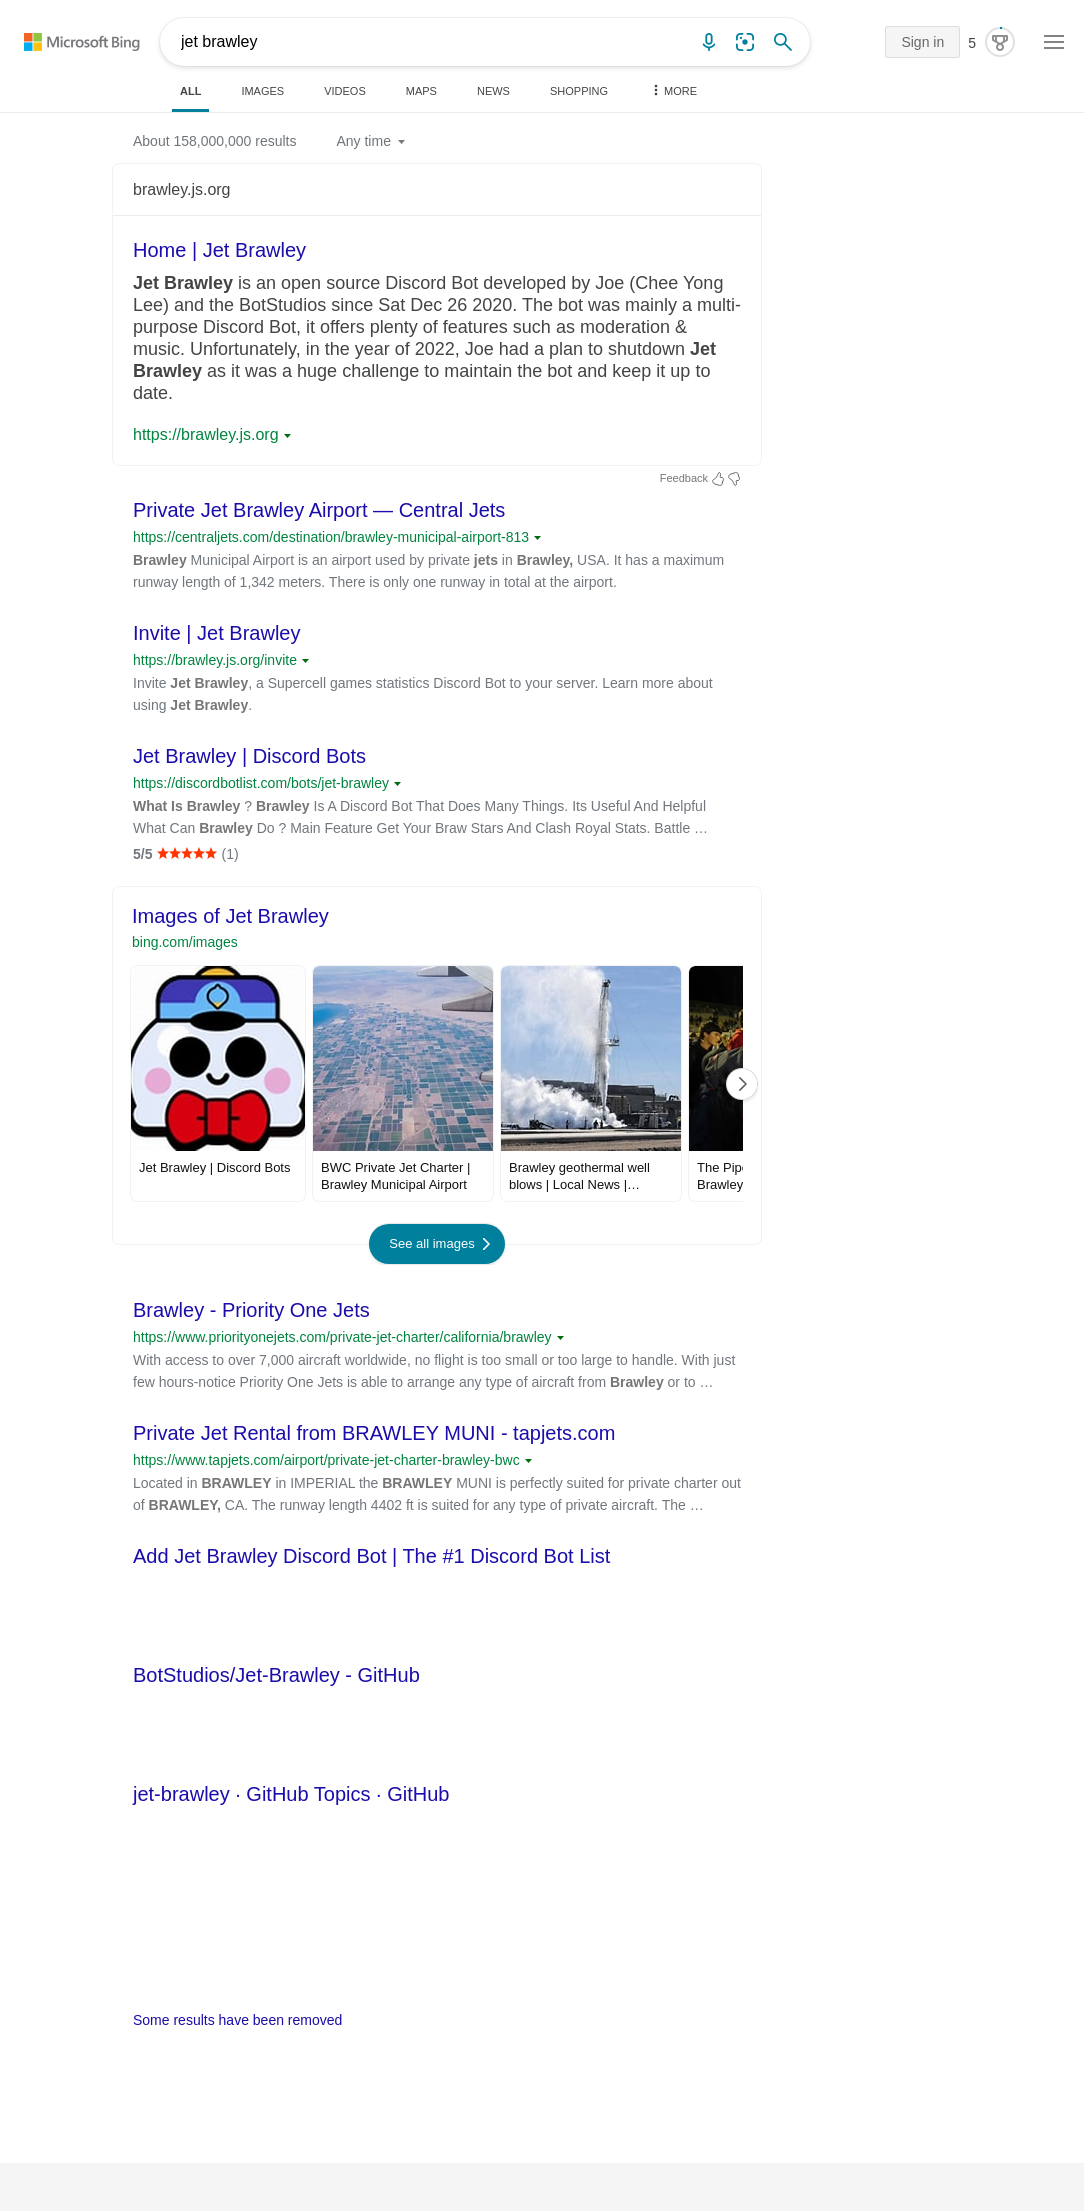 Microsoft Bing
jet brawley
Sign in
5
ALL
IMAGES
VIDEOS
MAPS
NEWS
SHOPPING
MORE
About 158,000,000 results
Any time
brawley.js.org
Home | Jet Brawley
Jet Brawley is an open source Discord Bot developed by Joe (Chee Yong
Lee) and the BotStudios since Sat Dec 26 2020. The bot was mainly a multi-
purpose Discord Bot, it offers plenty of features such as moderation &
music. Unfortunately, in the year of 2022, Joe had a plan to shutdown Jet
Brawley as it was a huge challenge to maintain the bot and keep it up to
date.
https://brawley.js.org
Feedback
Private Jet Brawley Airport — Central Jets
https://centraljets.com/destination/brawley-municipal-airport-813
Brawley Municipal Airport is an airport used by private jets in Brawley, USA. It has a maximum
runway length of 1,342 meters. There is only one runway in total at the airport.
Invite | Jet Brawley
https://brawley.js.org/invite
Invite Jet Brawley, a Supercell games statistics Discord Bot to your server. Learn more about
using Jet Brawley.
Jet Brawley | Discord Bots
https://discordbotlist.com/bots/jet-brawley
What Is Brawley ? Brawley Is A Discord Bot That Does Many Things. Its Useful And Helpful
What Can Brawley Do ? Main Feature Get Your Braw Stars And Clash Royal Stats. Battle …
5/5 ★★★★★ (1)
Images of Jet Brawley
bing.com/images
Jet Brawley | Discord Bots
BWC Private Jet Charter |
Brawley Municipal Airport
Brawley geothermal well
blows | Local News |…
The Pip
Brawley
See all images
Brawley - Priority One Jets
https://www.priorityonejets.com/private-jet-charter/california/brawley
With access to over 7,000 aircraft worldwide, no flight is too small or too large to handle. With just
few hours-notice Priority One Jets is able to arrange any type of aircraft from Brawley or to …
Private Jet Rental from BRAWLEY MUNI - tapjets.com
https://www.tapjets.com/airport/private-jet-charter-brawley-bwc
Located in BRAWLEY in IMPERIAL the BRAWLEY MUNI is perfectly suited for private charter out
of BRAWLEY, CA. The runway length 4402 ft is suited for any type of private aircraft. The …
Add Jet Brawley Discord Bot | The #1 Discord Bot List
BotStudios/Jet-Brawley - GitHub
jet-brawley · GitHub Topics · GitHub
Some results have been removed